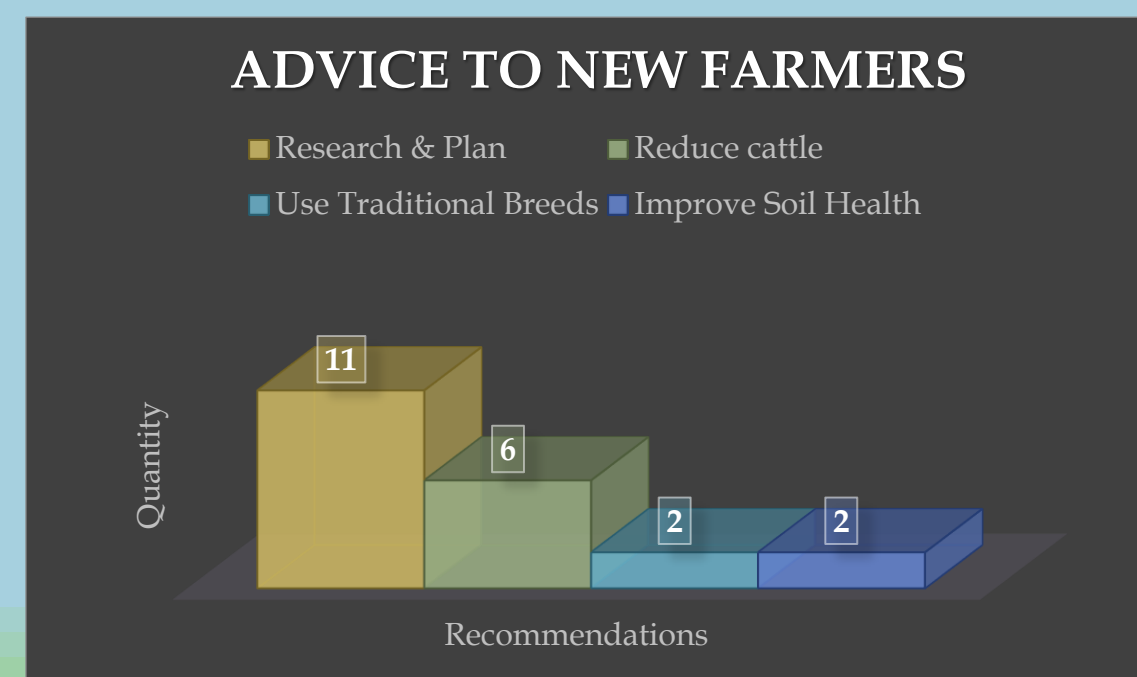 ADVICE TO NEW FARMERS
Research & Plan
Reduce cattle
Use Traditional Breeds
Improve Soil Health
11
6
2
2
Quantity
Recommendations